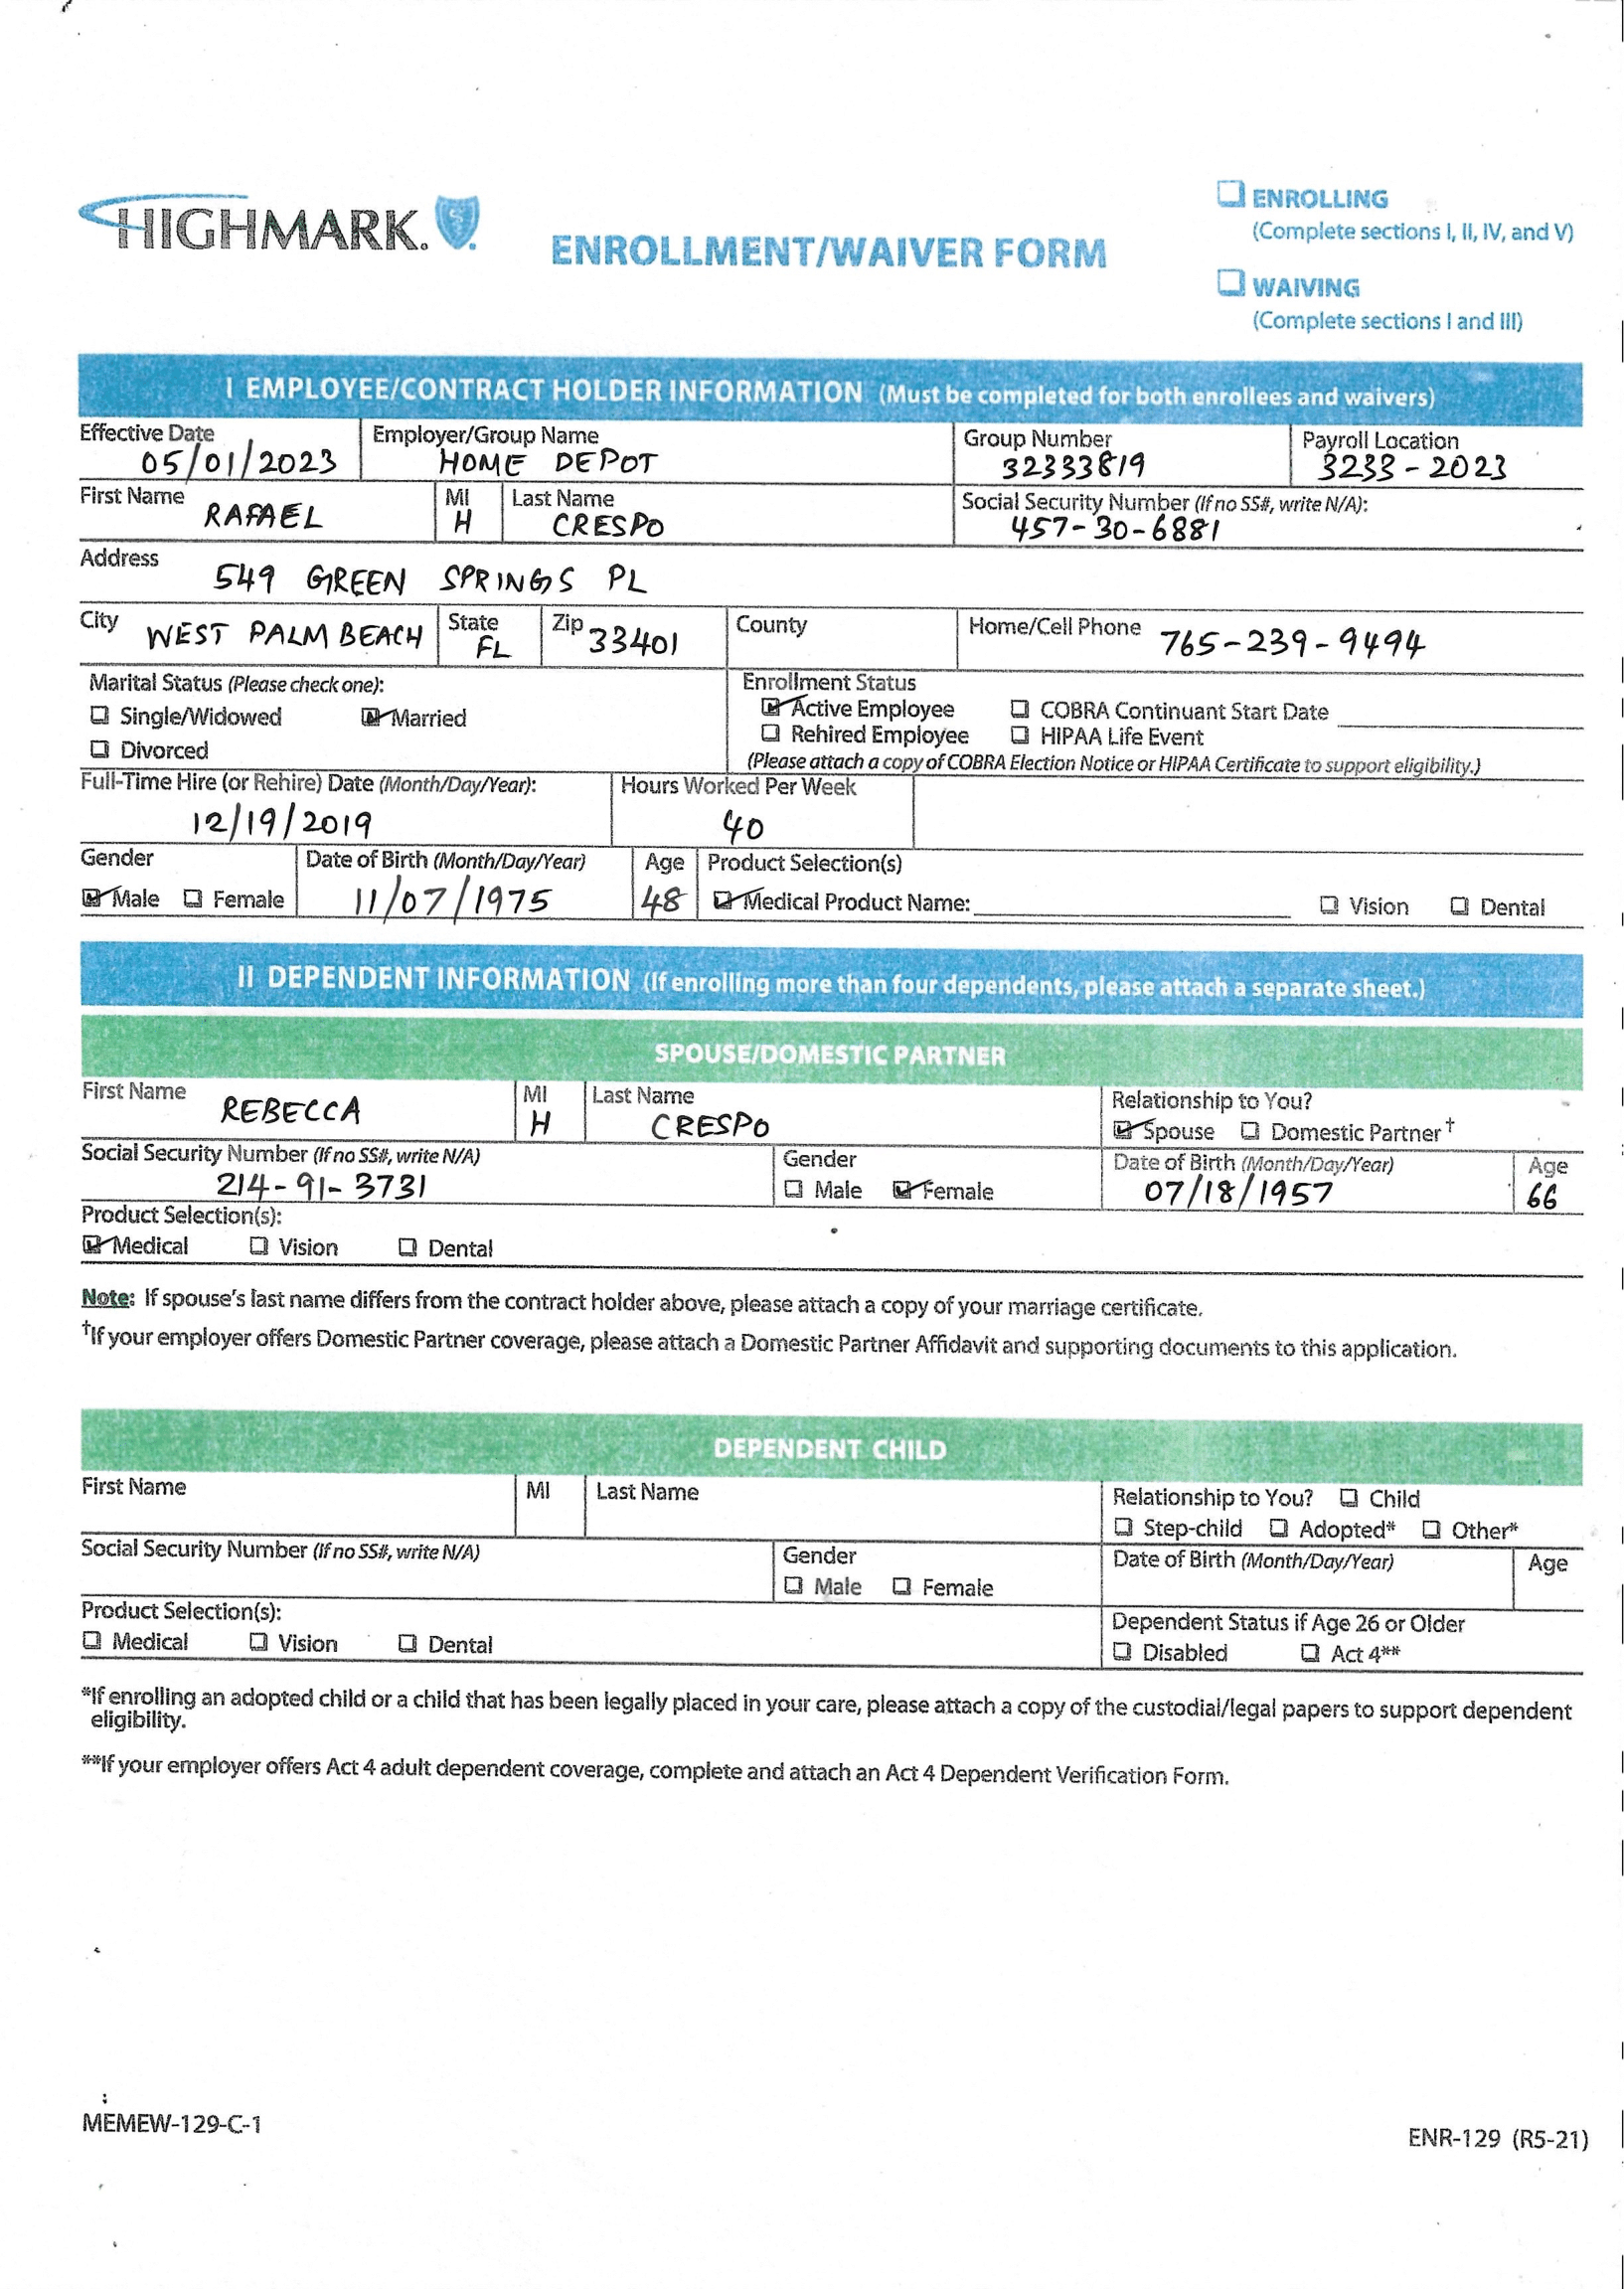 HIGHMARK.
ENROLLMENT/WAIVER FORM
❑ ENROLLING
(Complete sections I, II, IV, and V)
❑ WAIVING
(Complete sections I and III)
I EMPLOYEE/CONTRACT HOLDER INFORMATION (Must be completed for both enrollees and waivers)
Effective Date 05/01/2023 Employer/Group Name HOME DEPOT Group Number 32333819 Payroll Location 3233-2023
First Name RAFAEL MI H Last Name CRESPO Social Security Number (If no SS#, write N/A): 457-30-6881
Address 549 GREEN SPRINGS PL
City WEST PALM BEACH State FL Zip 33401 County Home/Cell Phone 765-239-9494
Marital Status (Please check one):
❑ Single/Widowed ☑ Married
❑ Divorced
Enrollment Status
☑ Active Employee ❑ COBRA Continuant Start Date
❑ Rehired Employee ❑ HIPAA Life Event
(Please attach a copy of COBRA Election Notice or HIPAA Certificate to support eligibility.)
Full-Time Hire (or Rehire) Date (Month/Day/Year): 12/19/2019 Hours Worked Per Week 40
Gender ☑ Male ❑ Female Date of Birth (Month/Day/Year) 11/07/1975 Age 48 Product Selection(s) ☑ Medical Product Name: ❑ Vision ❑ Dental
II DEPENDENT INFORMATION (If enrolling more than four dependents, please attach a separate sheet.)
SPOUSE/DOMESTIC PARTNER
First Name REBECCA MI H Last Name CRESPO Relationship to You? ☑ Spouse ❑ Domestic Partner†
Social Security Number (If no SS#, write N/A) 214-91-3731 Gender ❑ Male ☑ Female Date of Birth (Month/Day/Year) 07/18/1957 Age 66
Product Selection(s):
☑ Medical ❑ Vision ❑ Dental
Note: If spouse's last name differs from the contract holder above, please attach a copy of your marriage certificate.
†If your employer offers Domestic Partner coverage, please attach a Domestic Partner Affidavit and supporting documents to this application.
DEPENDENT CHILD
First Name MI Last Name Relationship to You? ❑ Child
❑ Step-child ❑ Adopted* ❑ Other*
Social Security Number (If no SS#, write N/A) Gender ❑ Male ❑ Female Date of Birth (Month/Day/Year) Age
Product Selection(s):
❑ Medical ❑ Vision ❑ Dental
Dependent Status if Age 26 or Older
❑ Disabled ❑ Act 4**
*If enrolling an adopted child or a child that has been legally placed in your care, please attach a copy of the custodial/legal papers to support dependent
eligibility.
**If your employer offers Act 4 adult dependent coverage, complete and attach an Act 4 Dependent Verification Form.
MEMEW-129-C-1
ENR-129 (R5-21)